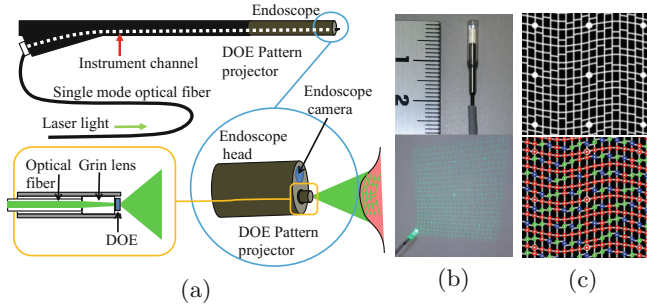 Endoscope
DOE Pattern
projector
Instrument channel
Single mode optical fiber
Laser light
Endoscope
camera
Endoscope
head
Optical
fiber
Grin lens
DOE
DOE Pattern
projector
1
2
(a)
(b)
(c)